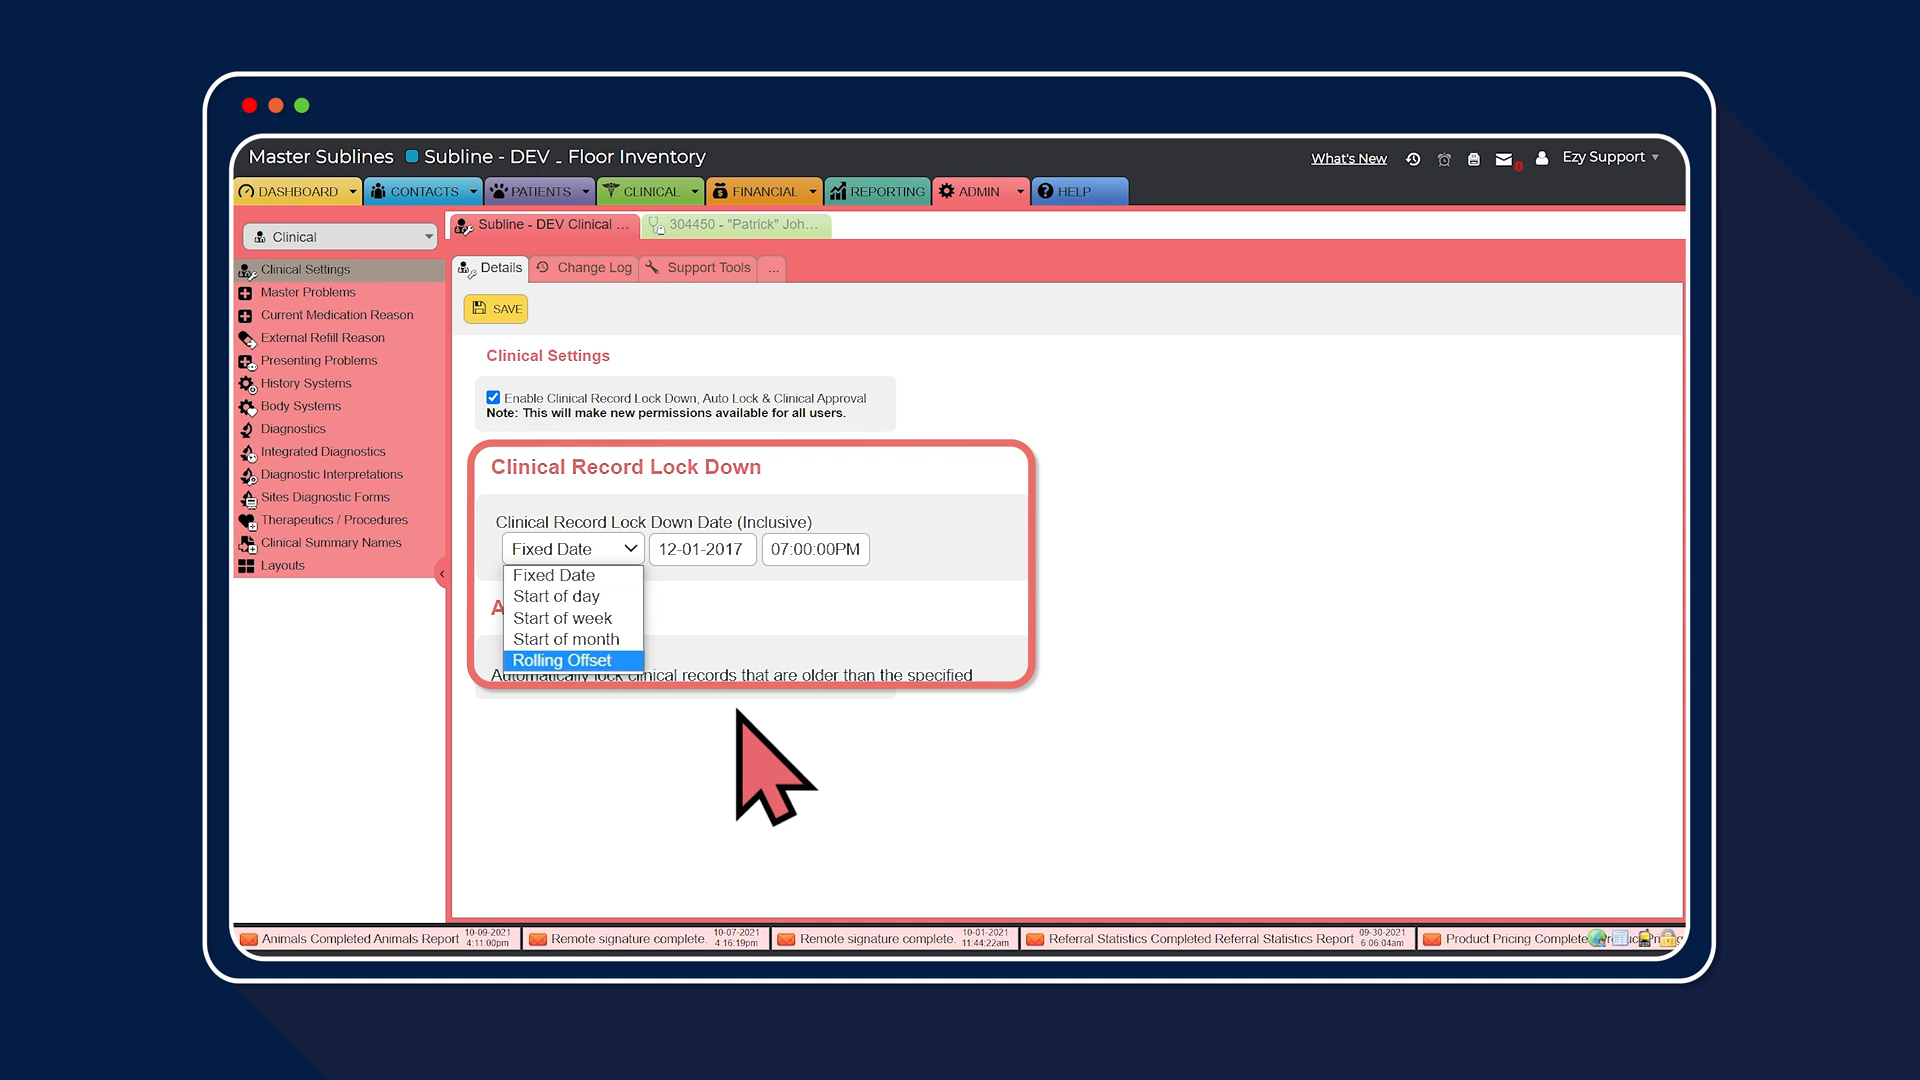 Master Sublines Subline - DEV - Floor Inventory
What's New
8
Ezy Support
DASHBOARD CONTACTS PATIENTS CLINICAL FINANCIAL REPORTING ADMIN HELP
Clinical
Clinical Settings
Master Problems
Current Medication Reason
External Refill Reason
Presenting Problems
History Systems
Body Systems
Diagnostics
Integrated Diagnostics
Diagnostic Interpretations
Sites Diagnostic Forms
Therapeutics / Procedures
Clinical Summary Names
Layouts
Subline - DEV Clinical ...
304450 - "Patrick" Joh...
Details Change Log Support Tools ...
SAVE
Clinical Settings
Enable Clinical Record Lock Down, Auto Lock & Clinical Approval
Note: This will make new permissions available for all users.
Clinical Record Lock Down
Clinical Record Lock Down Date (Inclusive)
Fixed Date 12-01-2017 07:00:00PM
Fixed Date
Start of day
Start of week
Start of month
Rolling Offset
Automatically lock clinical records that are older than the specified
Animals Completed Animals Report 10-09-2021 4:11:00pm
Remote signature complete. 10-07-2021 4:16:19pm
Remote signature complete. 10-01-2021 11:44:22am
Referral Statistics Completed Referral Statistics Report 09-30-2021 6:06:04am
Product Pricing Complete